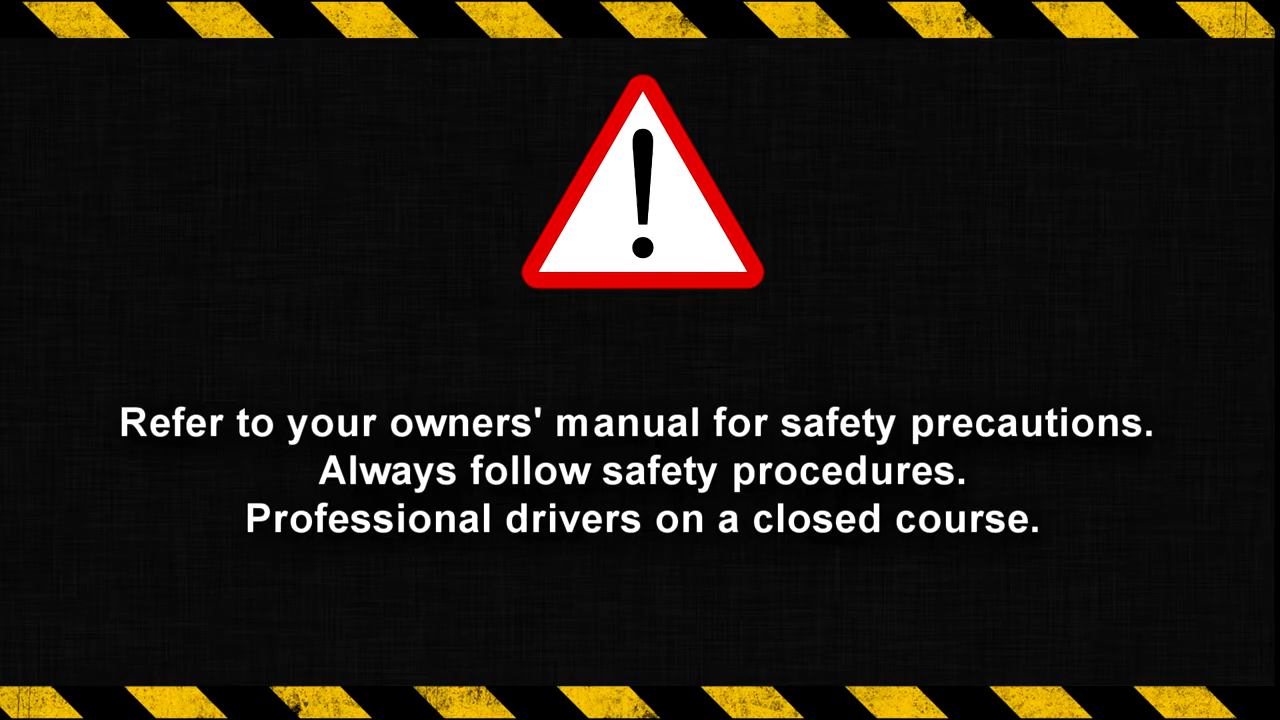 Refer to your owners' manual for safety precautions.
Always follow safety procedures.
Professional drivers on a closed course.